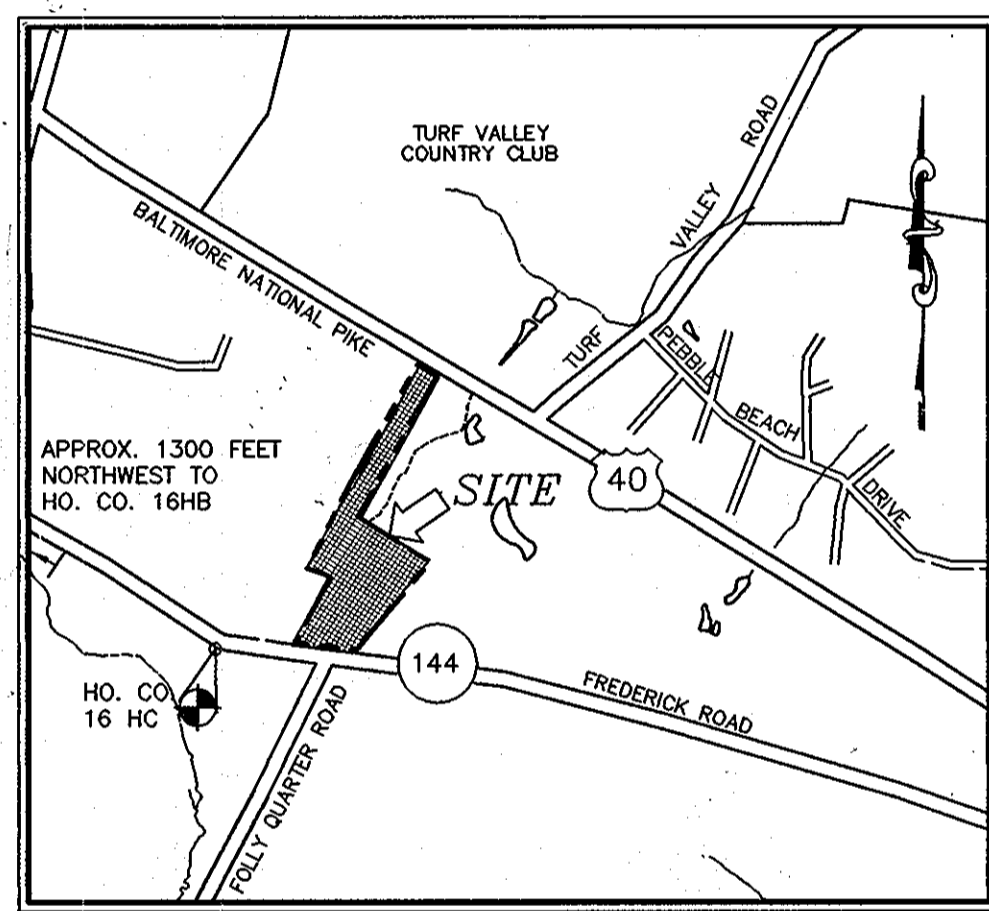 TURF VALLEY
COUNTRY CLUB
TURF VALLEY ROAD
BALTIMORE NATIONAL PIKE
PEBBLA BEACH DRIVE
APPROX. 1300 FEET
NORTHWEST TO
HO. CO. 16HB
SITE
40
144
HO. CO.
16 HC
FREDERICK ROAD
FOLLY QUARTER ROAD